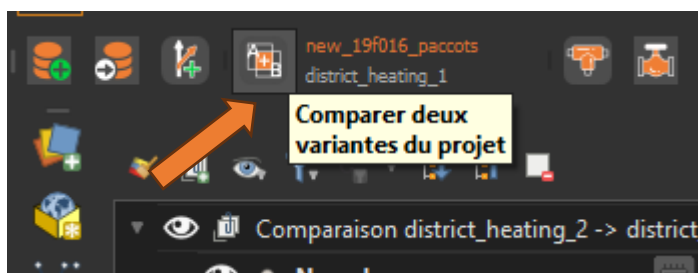 new_19f016_paccots
district_heating_1
Comparer deux
variantes du projet
Comparaison district_heating_2 -> district